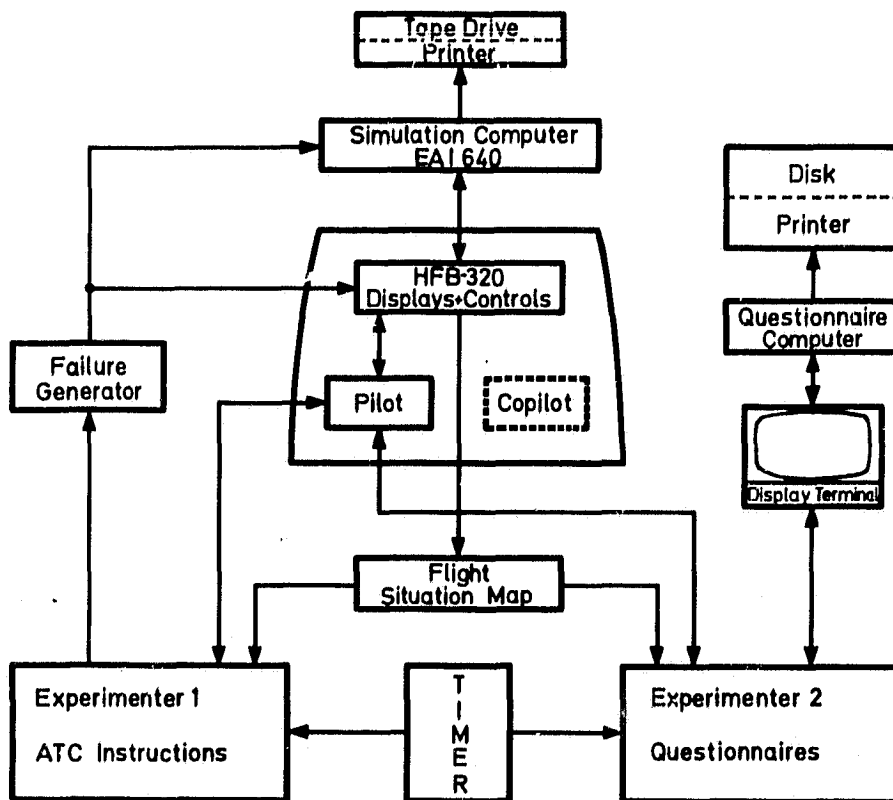 Tape Drive
Printer
Simulation Computer
EAI 640
Disk
Printer
HFB-320
Displays+Controls
Questionnaire
Computer
Failure
Generator
Pilot
Copilot
Display Terminal
Flight
Situation Map
Experimenter 1
ATC Instructions
TIMER
Experimenter 2
Questionnaires